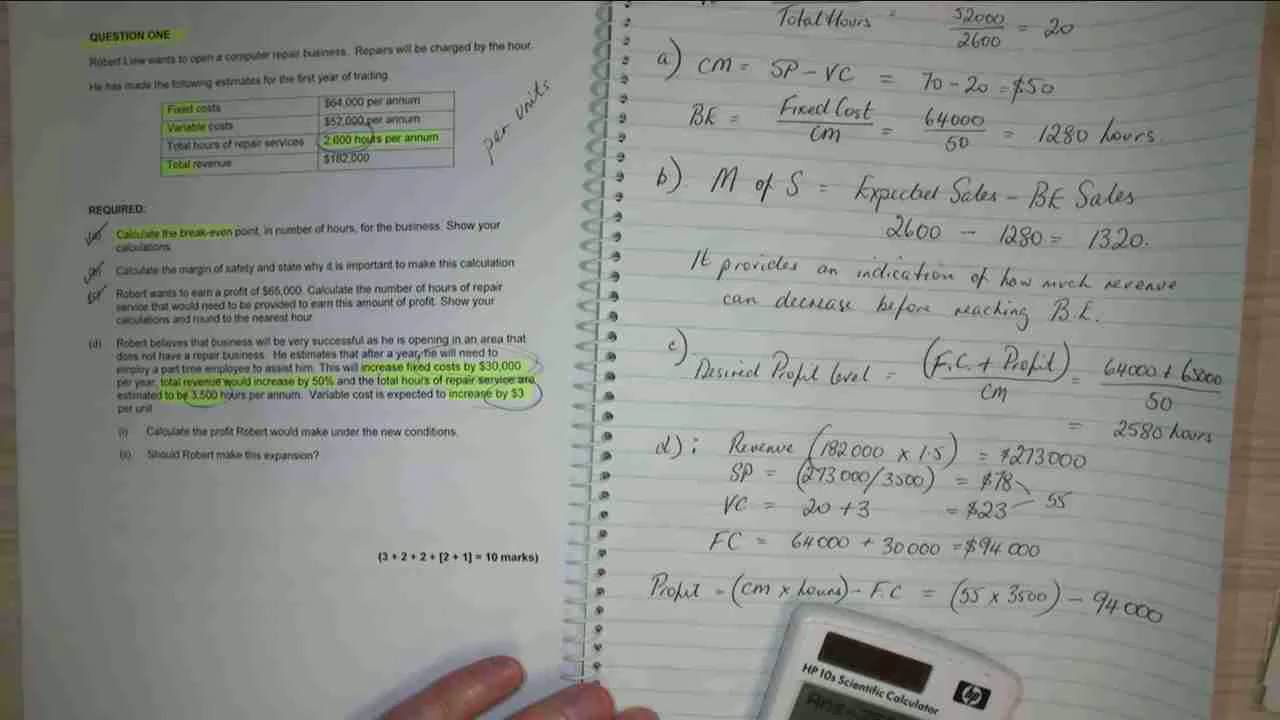 QUESTION ONE
Robert Line wants to open a computer repair business. Repairs will be charged by the hour.
He has made the following estimates for the first year of trading.
Fixed costs $64,000 per annum
Variable costs $52,000 per annum
Total hours of repair services 2,600 hours per annum
Total revenue $182,000
per units
REQUIRED:
Calculate the break-even point, in number of hours, for the business. Show your
calculations.
Calculate the margin of safety and state why it is important to make this calculation
Robert wants to earn a profit of $65,000. Calculate the number of hours of repair
service that would need to be provided to earn this amount of profit. Show your
calculations and round to the nearest hour
(d) Robert believes that business will be very successful as he is opening in an area that
does not have a repair business. He estimates that after a year, he will need to
employ a part time employee to assist him. This will increase fixed costs by $30,000
per year, total revenue would increase by 50% and the total hours of repair service are
estimated to be 3,500 hours per annum. Variable cost is expected to increase by $3
per unit
(i) Calculate the profit Robert would make under the new conditions.
(ii) Should Robert make this expansion?
(3 + 2 + 2 + [2 + 1] = 10 marks)
Total Hours = 52000 / 2600 = 20
a) CM = SP - VC = 70 - 20 = $50
BE = Fixed Cost / CM = 64000 / 50 = 1280 hours.
b) M of S = Expected Sales - BE Sales
2600 - 1280 = 1320.
It provides an indication of how much revenue
can decrease before reaching B.E.
c) Desired Profit Level = (F.C + Profit) / CM = 64000 + 65000 / 50
= 2580 hours
d) i Revenue (182000 x 1.5) = $273000
SP = (273000/3500) = $78
VC = 20 + 3 = $23 55
FC = 64000 + 30000 = $94000
Profit = (cm x hours) - F.C = (55 x 3500) - 94000
HP 10s Scientific Calculator
hp